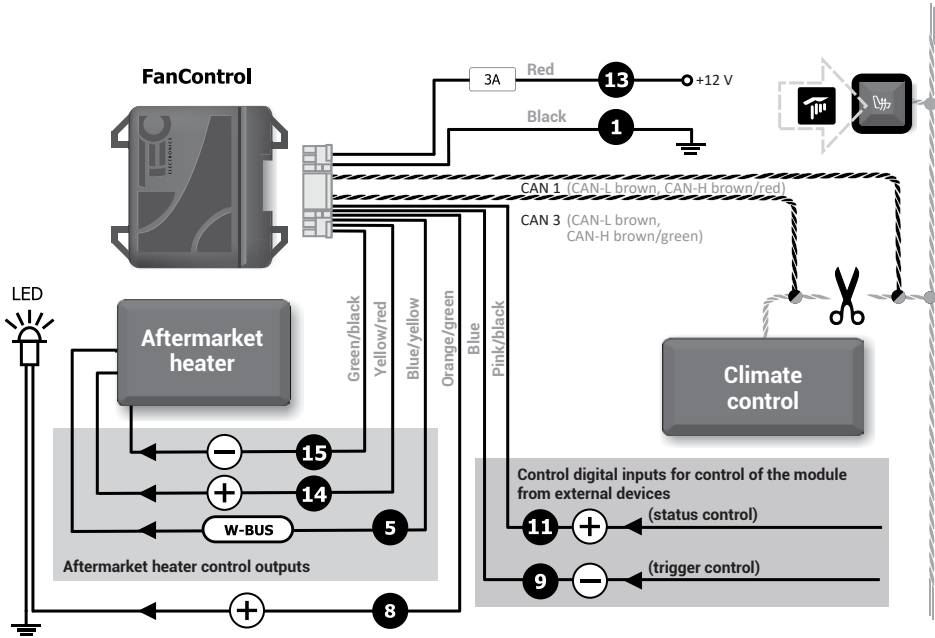 FanControl
TEC
ELECTRONICS
3A
Red
13
+12 V
Black
1
CAN 1 (CAN-L brown, CAN-H brown/red)
CAN 3 (CAN-L brown,
CAN-H brown/green)
LED
Aftermarket
heater
Green/black
Yellow/red
Blue/yellow
Orange/green
Blue
Pink/black
Climate
control
15
14
W-BUS
5
Aftermarket heater control outputs
8
Control digital inputs for control of the module
from external devices
11
(status control)
9
(trigger control)